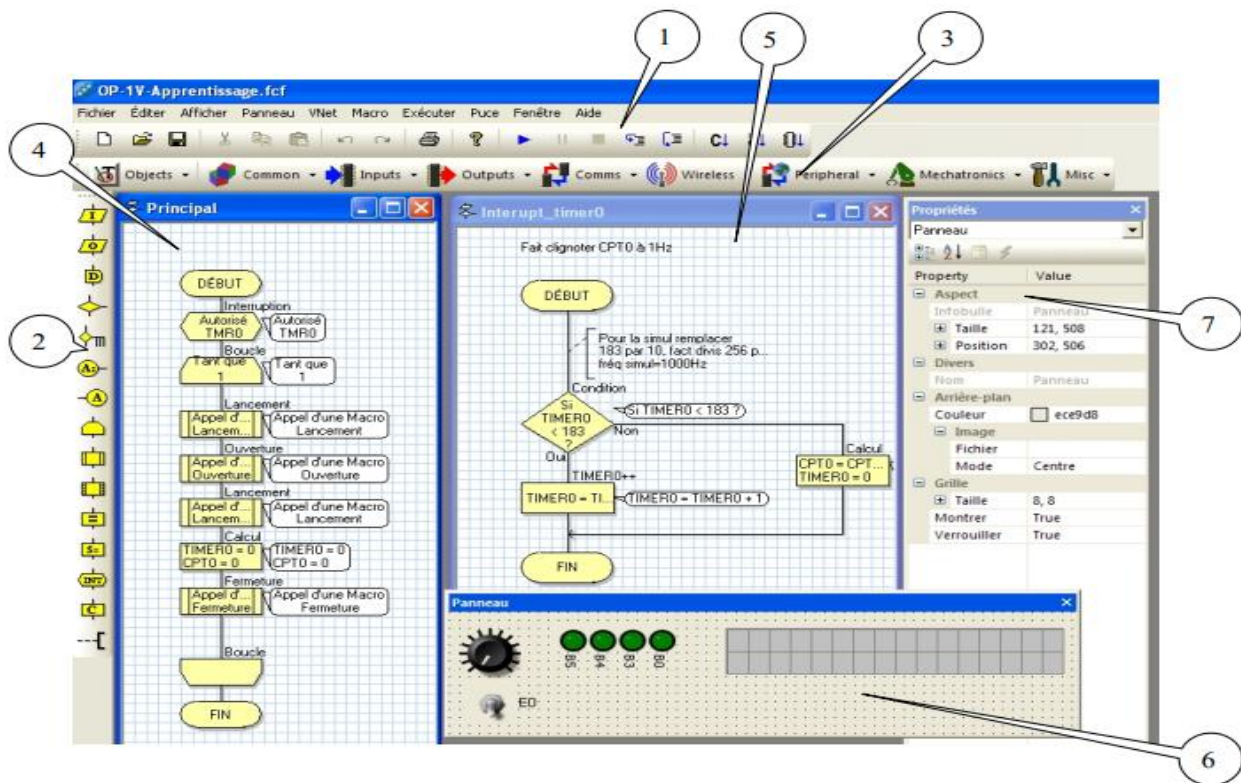 1
5
3
OP-1V-Apprentissage.fcf
Fichier Éditer Afficher Panneau VNet Macro Exécuter Puce Fenêtre Aide
4
Objects Common Inputs Outputs Comms Wireless Peripheral Mechatronics Misc
2
Principal
DÉBUT
Interruption
Autorisé
TMR0
Autorisé
TMR0
Boucle
Tant que
1
Tant que
1
Lancement
Appel d'...
Lancem...
Appel d'une Macro
Lancement
Ouverture
Appel d'...
Ouverture
Appel d'une Macro
Ouverture
Lancement
Appel d'...
Lancem...
Appel d'une Macro
Lancement
Calcul
TIMER0 = 0
CPT0 = 0
TIMER0 = 0
CPT0 = 0
Fermeture
Appel d'...
Fermeture
Appel d'une Macro
Fermeture
Boucle
FIN
Interupt_timer0
Fait clignoter CPT0 à 1Hz
DÉBUT
Pour la simul remplacer
183 par 10, fact divis 256 p...
fréq simul=1000Hz
Condition
Si
TIMER0
< 183
?
Si TIMER0 < 183 ?
Non
Oui
Calcul
CPT0 = CPT...
TIMER0 = 0
TIMER0++
TIMER0 = TI...
TIMER0 = TIMER0 + 1
FIN
Propriétés
Panneau
Property Value
Aspect
Infobulle Panneau
Taille 121, 508
Position 302, 506
Divers
Nom Panneau
Arrière-plan
Couleur ece9d8
Image
Fichier
Mode Centre
Grille
Taille 8, 8
Montrer True
Verrouiller True
7
Panneau
B5 B4 B3 B0
E0
6
I
O
D
A:
A
=
S=
INT
C